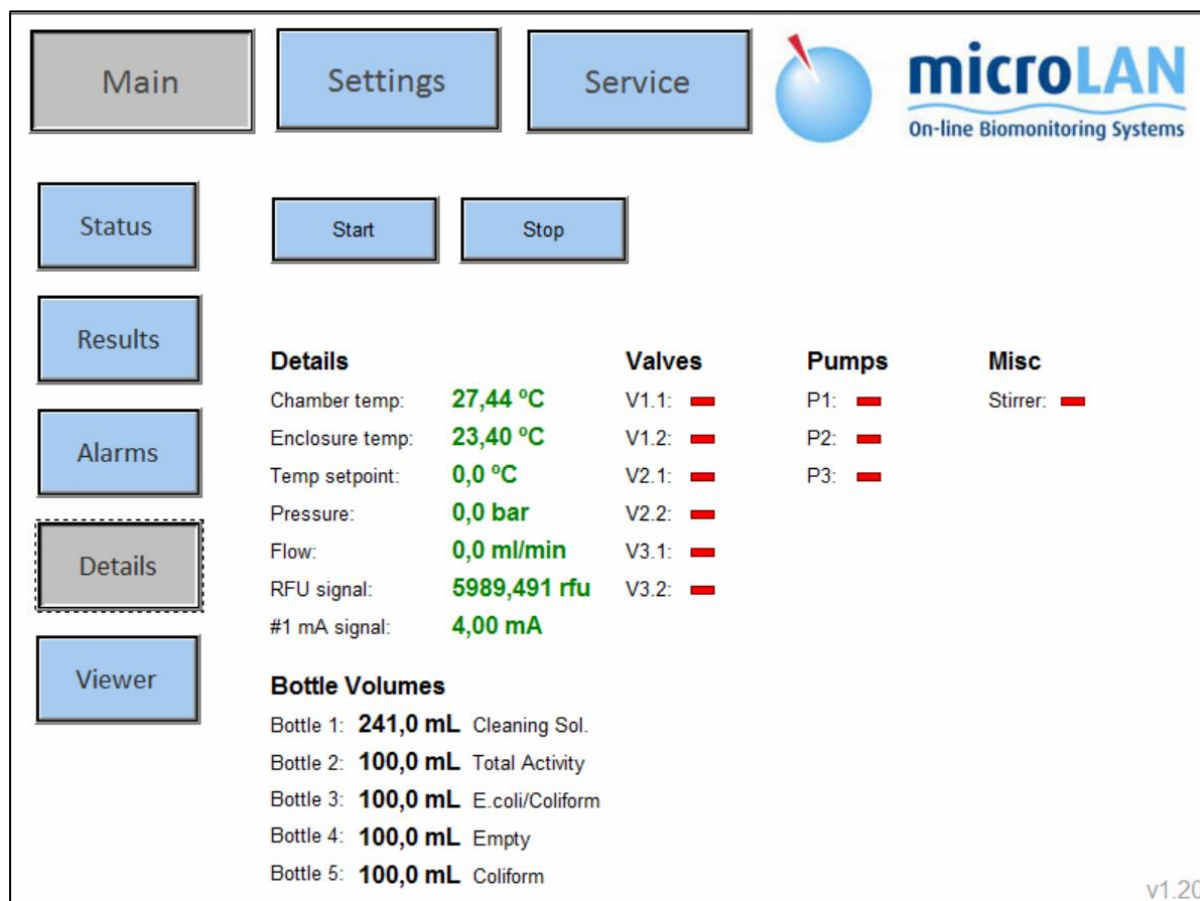 Main Settings Service
microLAN
On-line Biomonitoring Systems
Status
Results
Alarms
Details
Viewer
Start Stop
Details Valves Pumps Misc
Chamber temp: 27,44 ºC V1.1: P1: Stirrer:
Enclosure temp: 23,40 ºC V1.2: P2:
Temp setpoint: 0,0 ºC V2.1: P3:
Pressure: 0,0 bar V2.2:
Flow: 0,0 ml/min V3.1:
RFU signal: 5989,491 rfu V3.2:
#1 mA signal: 4,00 mA
Bottle Volumes
Bottle 1: 241,0 mL Cleaning Sol.
Bottle 2: 100,0 mL Total Activity
Bottle 3: 100,0 mL E.coli/Coliform
Bottle 4: 100,0 mL Empty
Bottle 5: 100,0 mL Coliform
v1.20